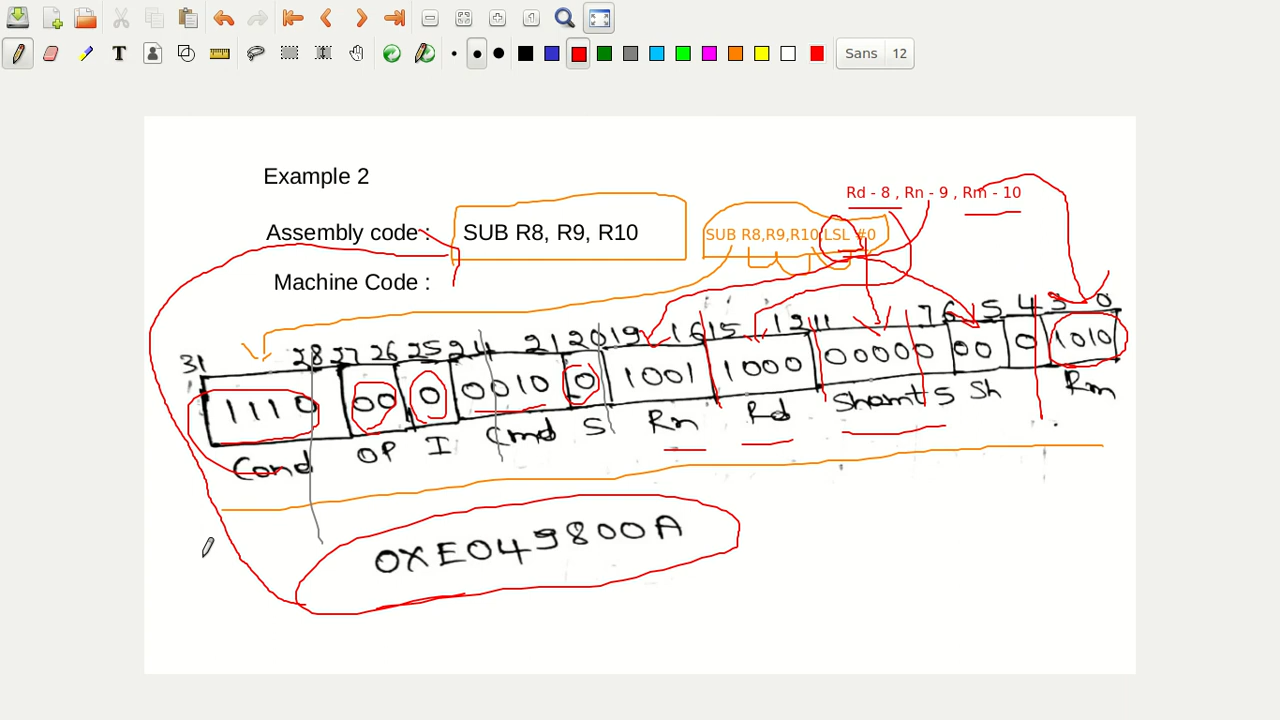 Sans 12
Example 2
Rd - 8 , Rn - 9 , Rm - 10
Assembly code : SUB R8, R9, R10 SUB R8,R9,R10,LSL #0
Machine Code :
31 28 27 26 25 24 21 20 19 16 15 12 11 7 6 5 4 3 0
1110 00 0 0010 0 1001 1000 00000 00 0 1010
Cond OP I Cmd S Rn Rd Shamt 5 Sh Rm
0XE049800A